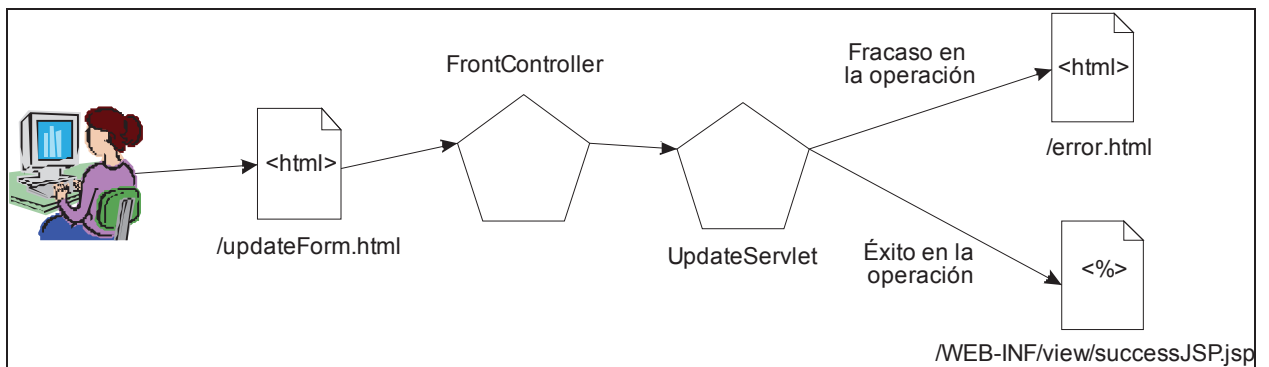 FrontController
Fracaso en
la operación
<html>
/error.html
<html>
/updateForm.html
UpdateServlet
Éxito en la
operación
<%>
/WEB-INF/view/successJSP.jsp